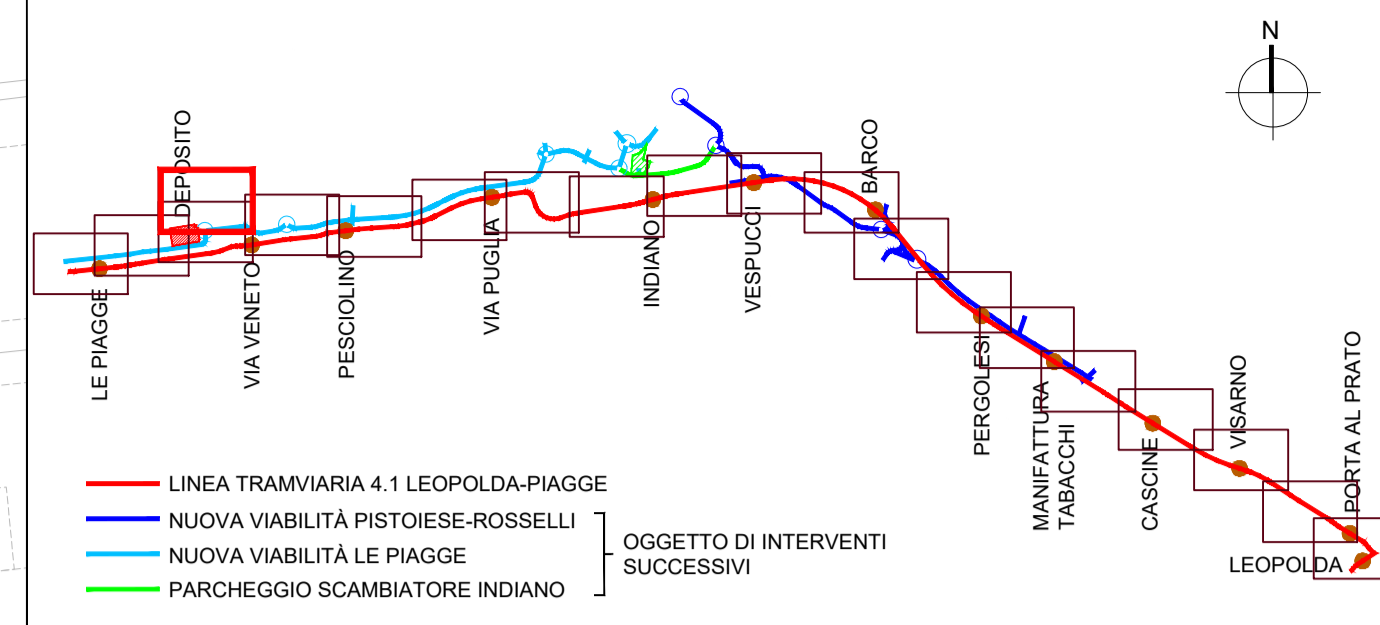 N
DEPOSITO
BARCO
LE PIAGGE
VIA VENETO
PESCIOLINO
VIA PUGLIA
INDIANO
VESPUCCI
PERGOLESI
MANIFATTURA
TABACCHI
CASCINE
VISARNO
PORTA AL PRATO
LEOPOLDA
LINEA TRAMVIARIA 4.1 LEOPOLDA-PIAGGE
NUOVA VIABILITÀ PISTOIESE-ROSSELLI
NUOVA VIABILITÀ LE PIAGGE
PARCHEGGIO SCAMBIATORE INDIANO
OGGETTO DI INTERVENTI
SUCCESSIVI